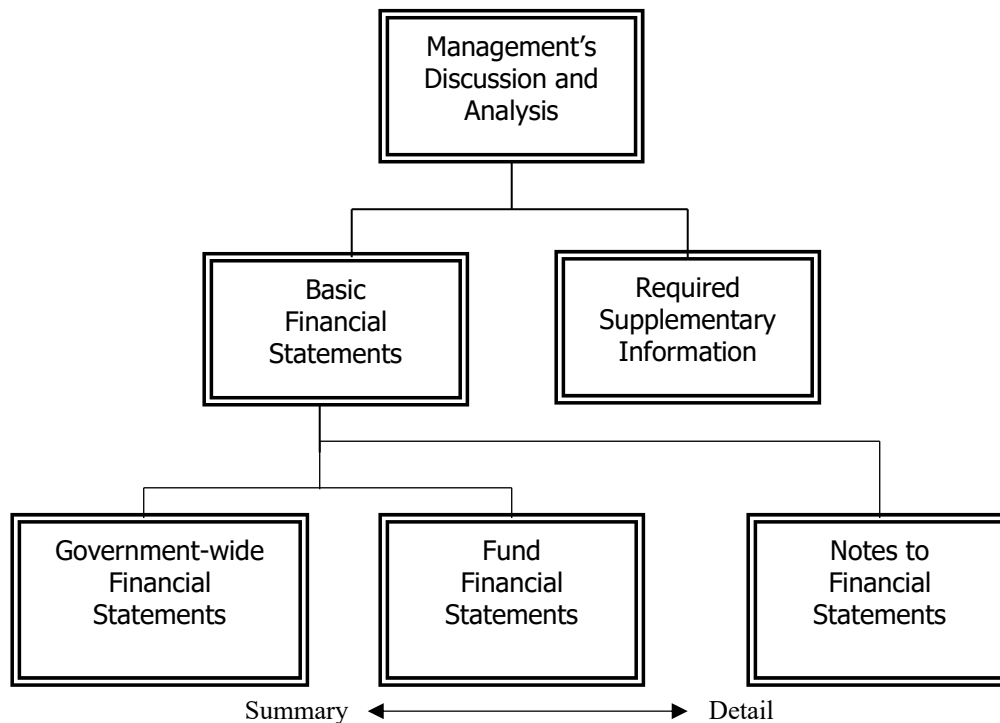 Management’s
Discussion and
Analysis
Basic
Financial
Statements
Required
Supplementary
Information
Government-wide
Financial
Statements
Fund
Financial
Statements
Notes to
Financial
Statements
Summary
Detail